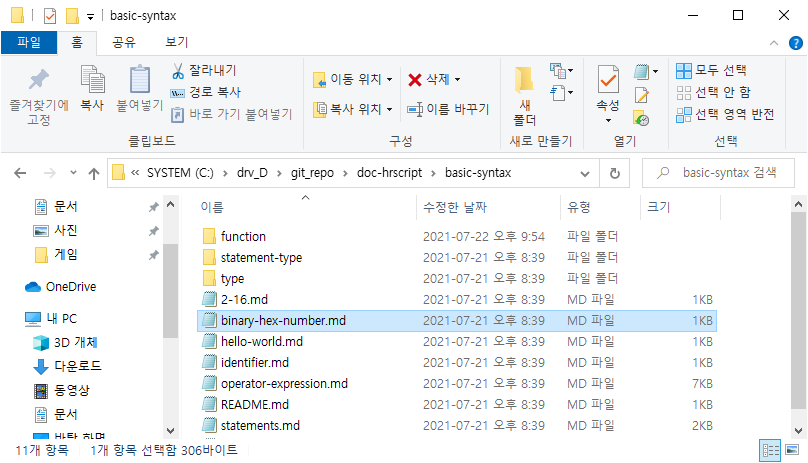 basic-syntax
파일 홈 공유 보기
즐겨찾기에 고정
복사
붙여넣기
잘라내기
경로 복사
바로 가기 붙여넣기
클립보드
이동 위치
복사 위치
삭제
이름 바꾸기
구성
새 폴더
새로 만들기
속성
열기
모두 선택
선택 안 함
선택 영역 반전
선택
« SYSTEM (C:) > drv_D > git_repo > doc-hrscript > basic-syntax
basic-syntax 검색
문서
사진
게임
OneDrive
내 PC
3D 개체
다운로드
동영상
문서
바탕 화면
이름 수정한 날짜 유형 크기
function 2021-07-22 오후 9:54 파일 폴더
statement-type 2021-07-21 오후 8:39 파일 폴더
type 2021-07-21 오후 8:39 파일 폴더
2-16.md 2021-07-21 오후 8:39 MD 파일 1KB
binary-hex-number.md 2021-07-21 오후 8:39 MD 파일 1KB
hello-world.md 2021-07-21 오후 8:39 MD 파일 1KB
identifier.md 2021-07-21 오후 8:39 MD 파일 1KB
operator-expression.md 2021-07-21 오후 8:39 MD 파일 7KB
README.md 2021-07-21 오후 8:39 MD 파일 1KB
statements.md 2021-07-21 오후 8:39 MD 파일 2KB
11개 항목 1개 항목 선택함 306바이트